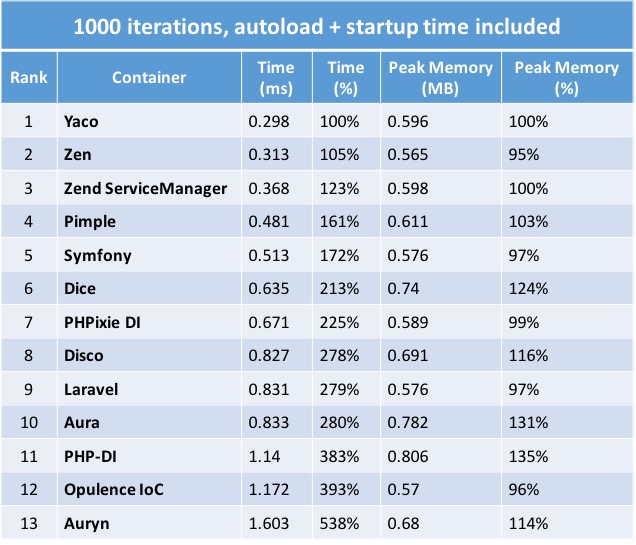 1000 iterations, autoload + startup time included
Rank Container Time (ms) Time (%) Peak Memory (MB) Peak Memory (%)
1 Yaco 0.298 100% 0.596 100%
2 Zen 0.313 105% 0.565 95%
3 Zend ServiceManager 0.368 123% 0.598 100%
4 Pimple 0.481 161% 0.611 103%
5 Symfony 0.513 172% 0.576 97%
6 Dice 0.635 213% 0.74 124%
7 PHPixie DI 0.671 225% 0.589 99%
8 Disco 0.827 278% 0.691 116%
9 Laravel 0.831 279% 0.576 97%
10 Aura 0.833 280% 0.782 131%
11 PHP-DI 1.14 383% 0.806 135%
12 Opulence IoC 1.172 393% 0.57 96%
13 Auryn 1.603 538% 0.68 114%